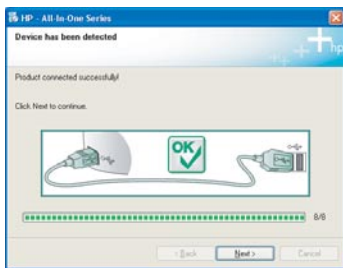 HP - All-In-One Series
Device has been detected
hp
Product connected successfully!
Click Next to continue.
OK
8/8
< Back Next > Cancel